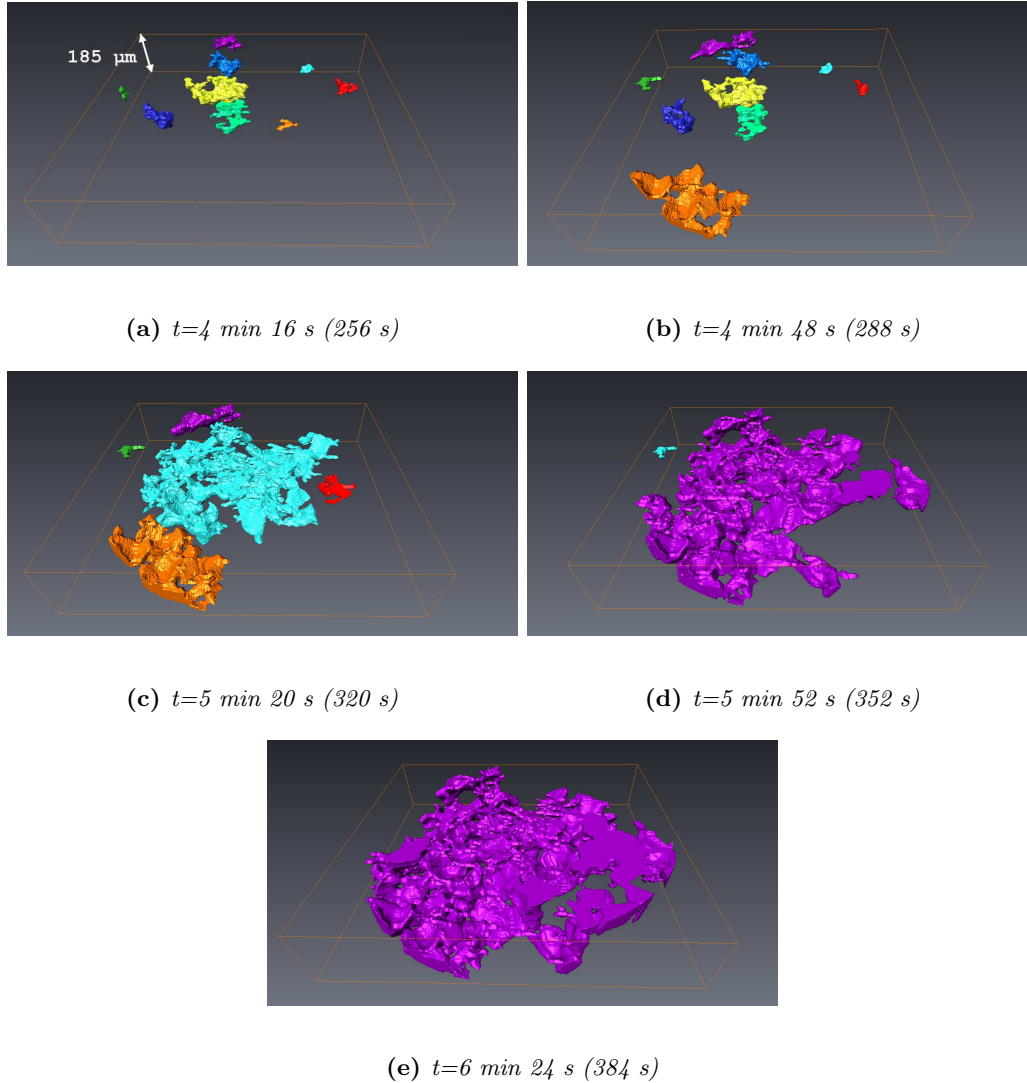 185 μm
(a) t=4 min 16 s (256 s)
(b) t=4 min 48 s (288 s)
(c) t=5 min 20 s (320 s)
(d) t=5 min 52 s (352 s)
(e) t=6 min 24 s (384 s)